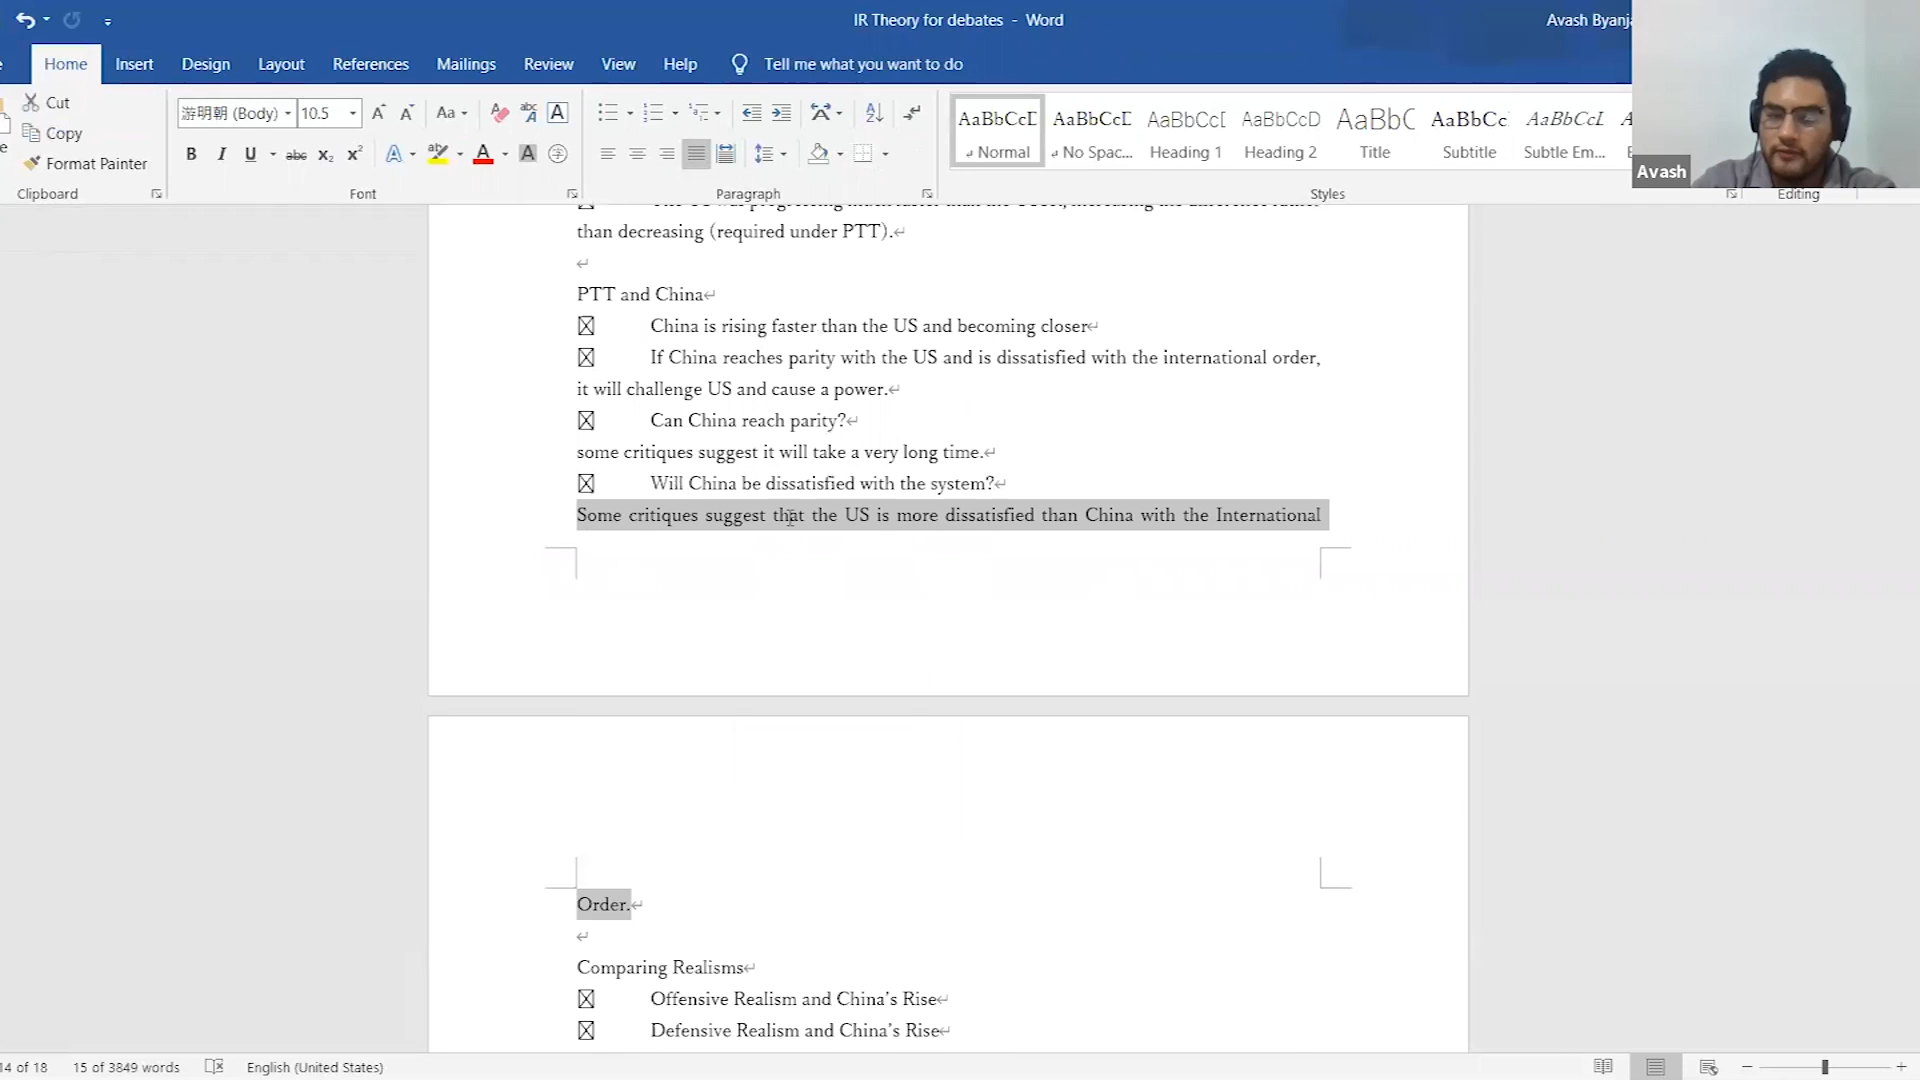 IR Theory for debates - Word
Avash Byanj
Home Insert Design Layout References Mailings Review View Help Tell me what you want to do
Cut
Copy
Format Painter
Clipboard
游明朝 (Body) 10.5
Aa
B I U abc X₂ X² A A A 字
Font
Paragraph
AaBbCcD AaBbCcD AaBbCcD AaBbCcD AaBbC AaBbCc AaBbCcL
Normal No Spac... Heading 1 Heading 2 Title Subtitle Subtle Em...
Styles
Avash
Editing
than decreasing (required under PTT).
PTT and China
China is rising faster than the US and becoming closer
If China reaches parity with the US and is dissatisfied with the international order,
it will challenge US and cause a power.
Can China reach parity?
some critiques suggest it will take a very long time.
Will China be dissatisfied with the system?
Some critiques suggest that the US is more dissatisfied than China with the International
Order.
Comparing Realisms
Offensive Realism and China's Rise
Defensive Realism and China's Rise
14 of 18 15 of 3849 words English (United States)